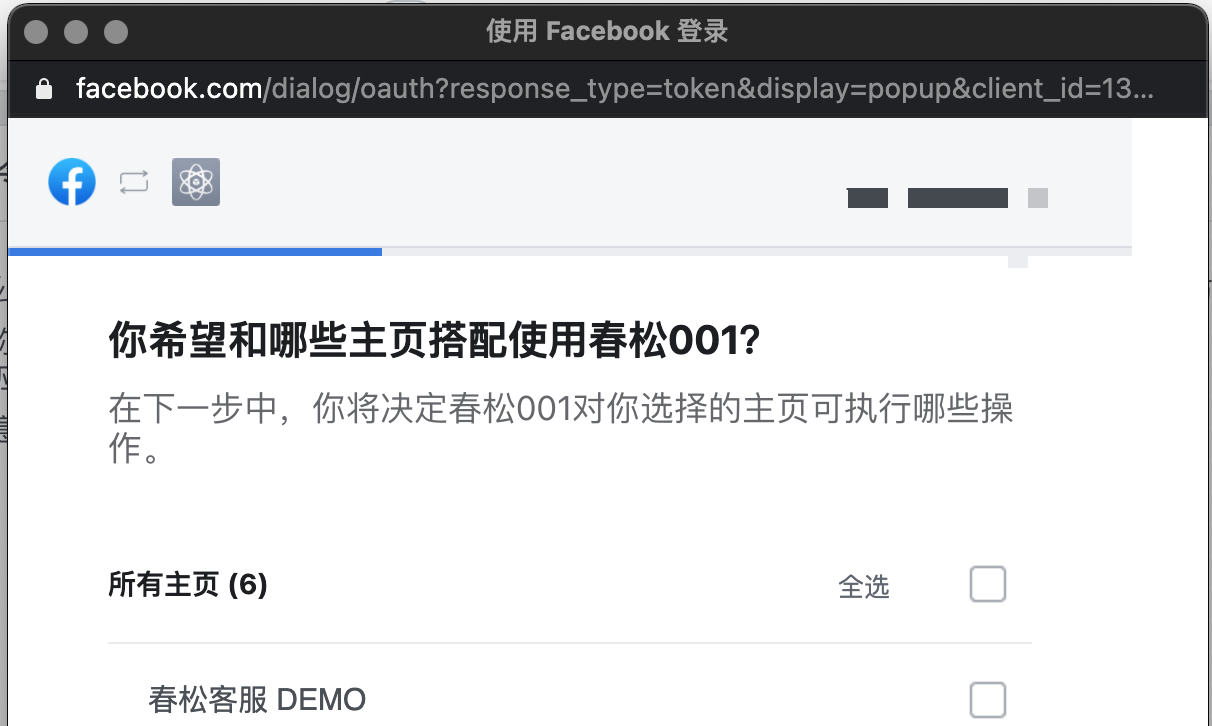 使用 Facebook 登录
facebook.com/dialog/oauth?response_type=token&display=popup&client_id=13...
你希望和哪些主页搭配使用春松001?
在下一步中，你将决定春松001对你选择的主页可执行哪些操
作。
所有主页 (6)
全选
春松客服 DEMO